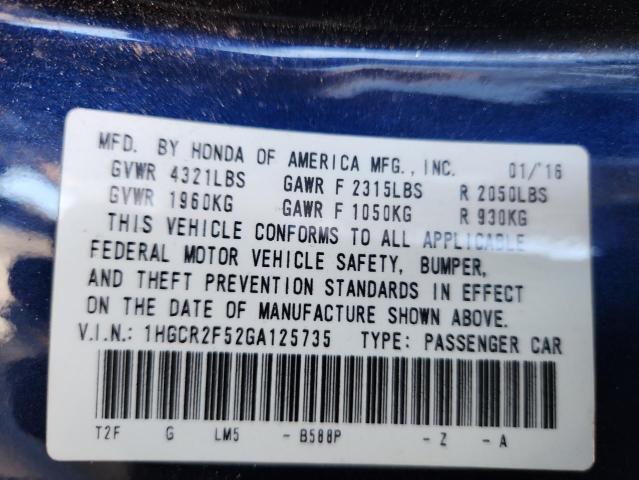 MFD. BY HONDA OF AMERICA MFG., INC. 01/'16
GVWR 4321LBS GAWR F 2315LBS R 2050LBS
GVWR 1960KG GAWR F 1050KG R 930KG
THIS VEHICLE CONFORMS TO ALL APPLICABLE
FEDERAL MOTOR VEHICLE SAFETY, BUMPER,
AND THEFT PREVENTION STANDARDS IN EFFECT
ON THE DATE OF MANUFACTURE SHOWN ABOVE.
V.I.N.: 1HGCR2F52GA125735 TYPE: PASSENGER CAR
T2F G LM5 - B588P - Z - A